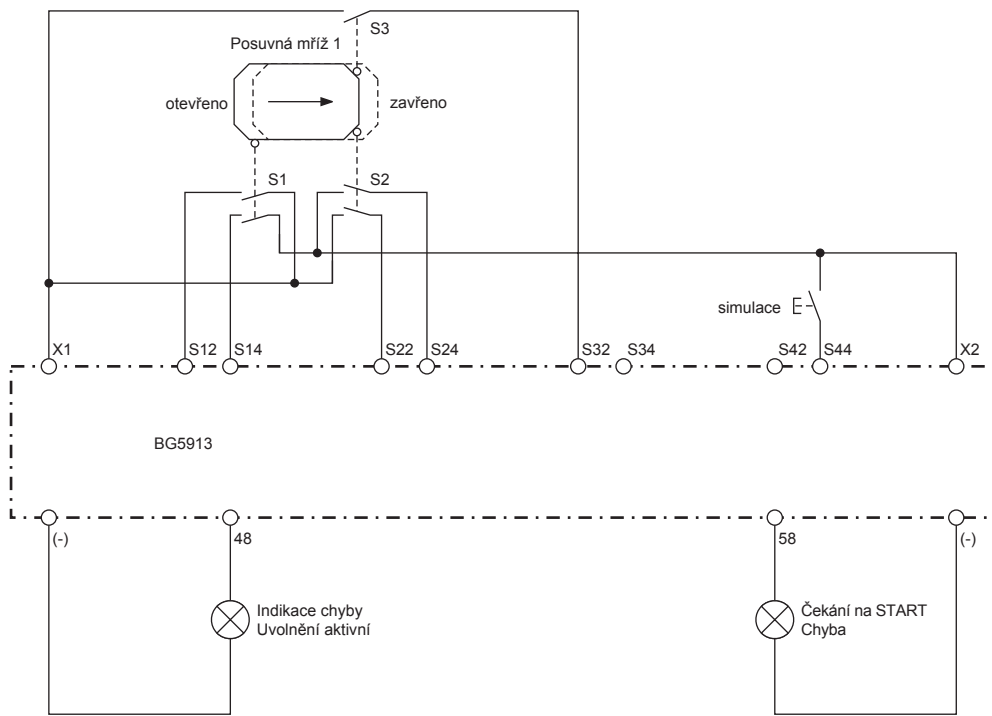 S3
Posuvná mříž 1
otevřeno
zavřeno
S1
S2
simulace
X1
S12
S14
S22
S24
S32
S34
S42
S44
X2
BG5913
(-)
48
58
(-)
Indikace chyby
Uvolnění aktivní
Čekání na START
Chyba